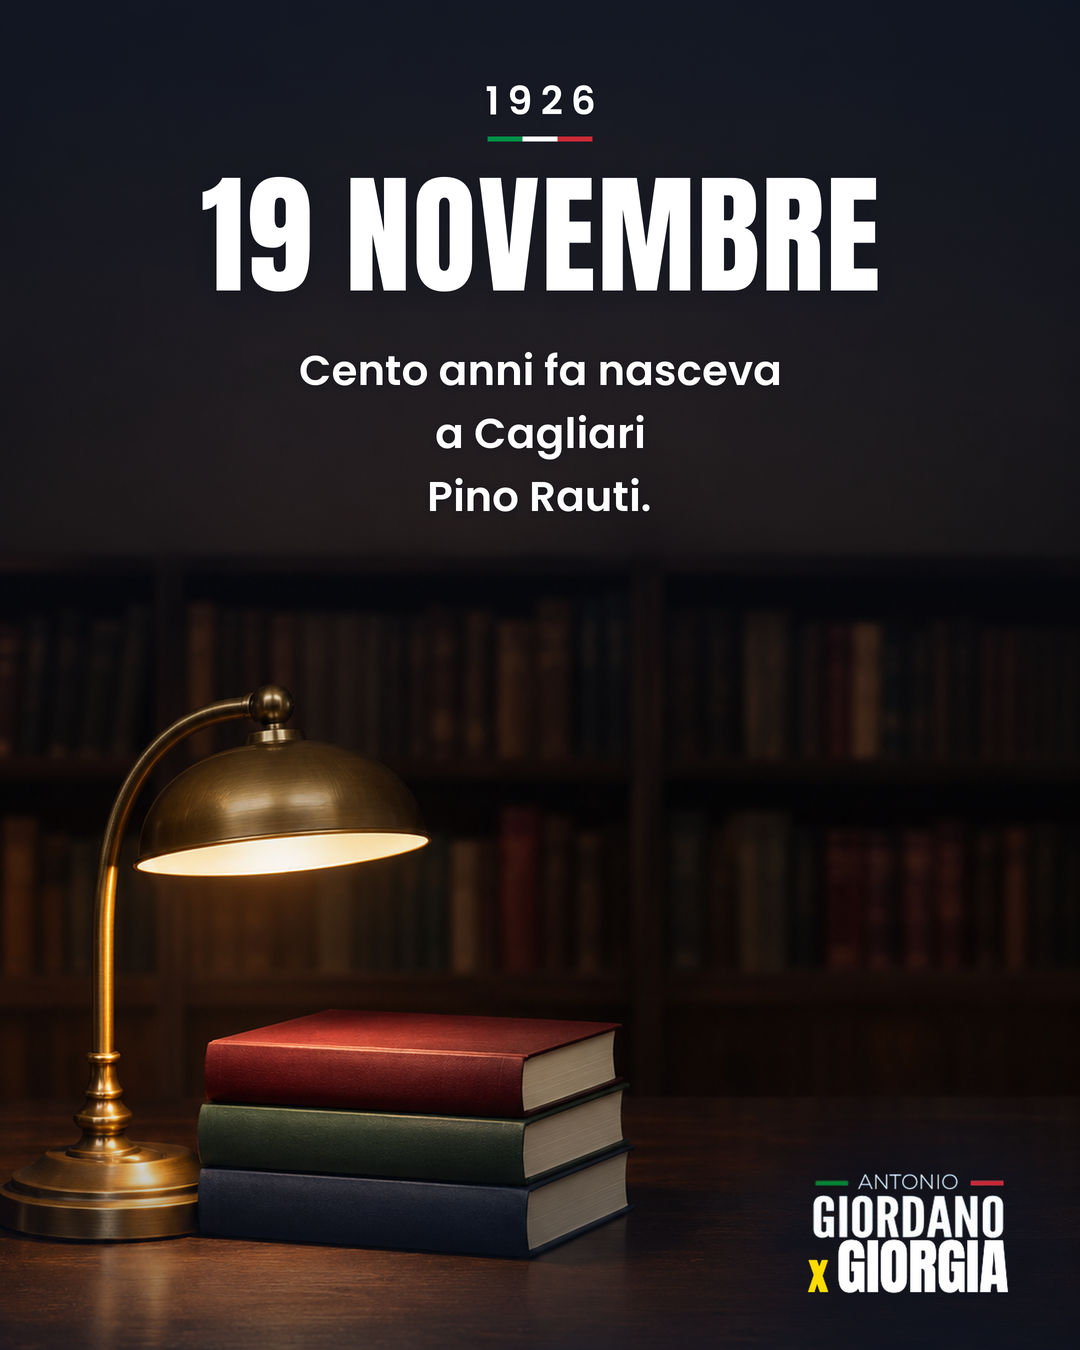 1926
19 NOVEMBRE
Cento anni fa nasceva
a Cagliari
Pino Rauti.
ANTONIO
GIORDANO
x GIORGIA